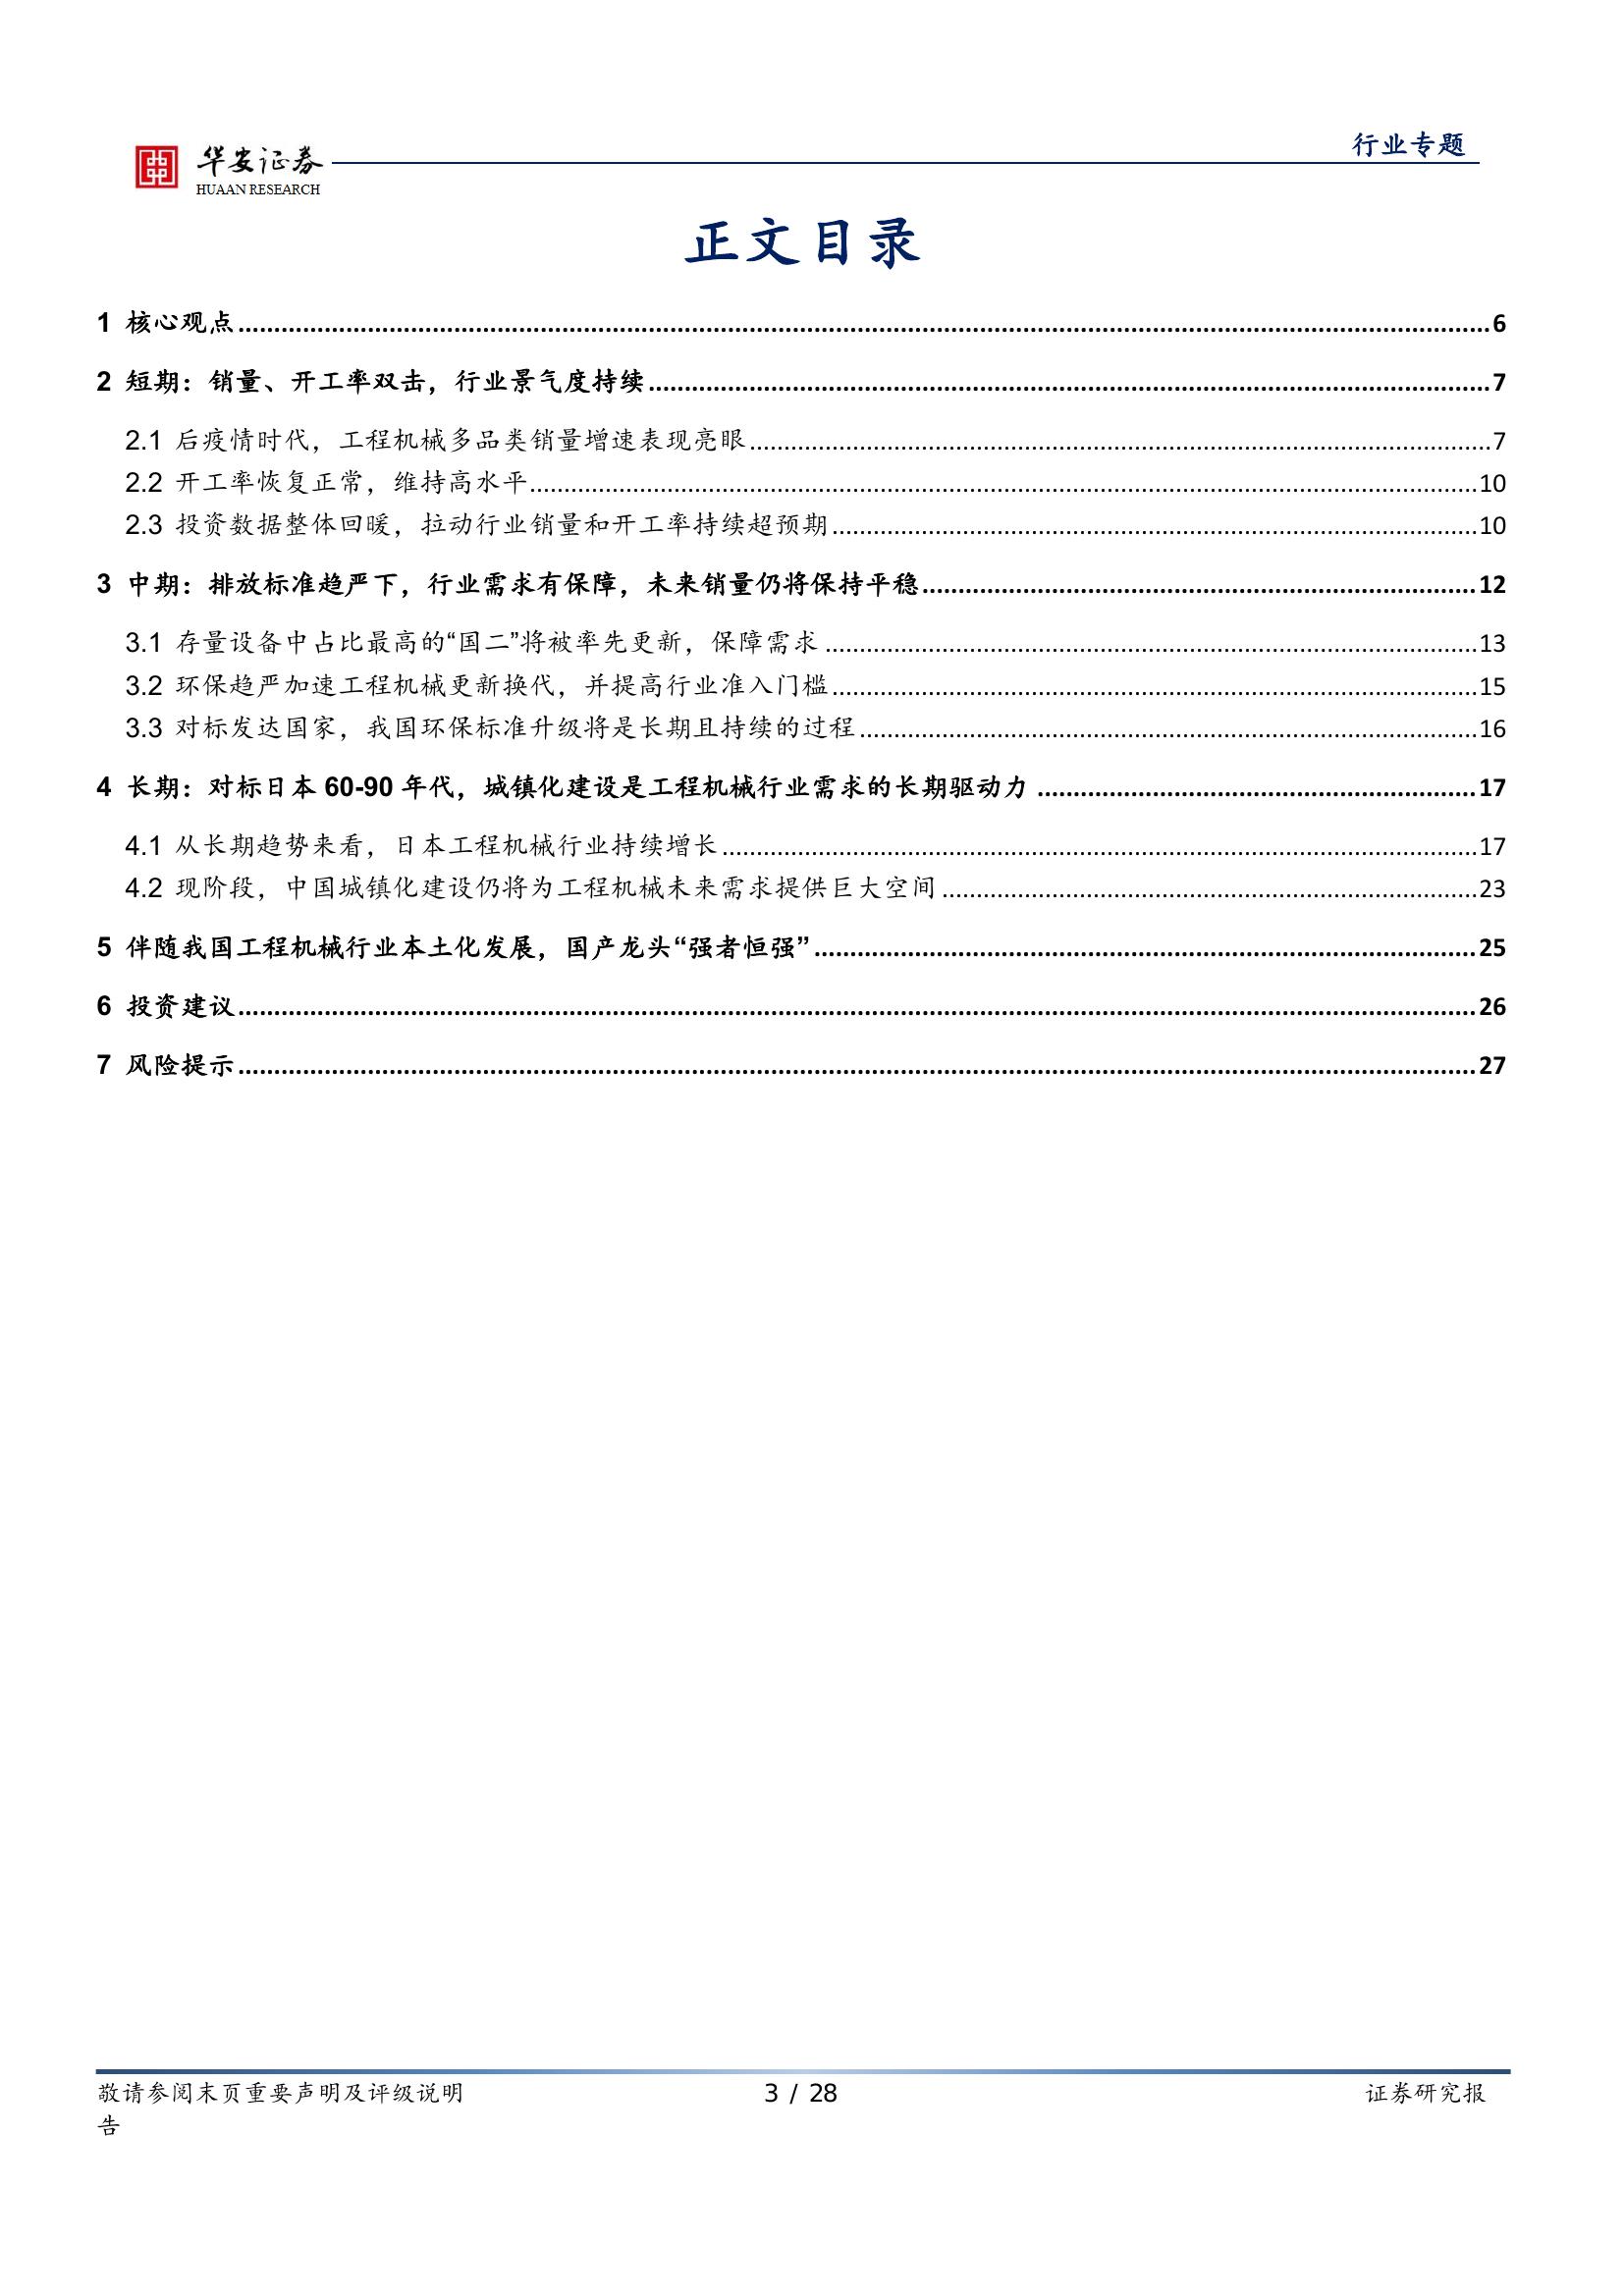 行业专题
华安证券
HUAAN RESEARCH
正文目录
1 核心观点...6
2 短期：销量、开工率双击，行业景气度持续...7
2.1 后疫情时代，工程机械多品类销量增速表现亮眼...7
2.2 开工率恢复正常，维持高水平...10
2.3 投资数据整体回暖，拉动行业销量和开工率持续超预期...10
3 中期：排放标准趋严下，行业需求有保障，未来销量仍将保持平稳...12
3.1 存量设备中占比最高的“国二”将被率先更新，保障需求...13
3.2 环保趋严加速工程机械更新换代，并提高行业准入门槛...15
3.3 对标发达国家，我国环保标准升级将是长期且持续的过程...16
4 长期：对标日本 60-90 年代，城镇化建设是工程机械行业需求的长期驱动力...17
4.1 从长期趋势来看，日本工程机械行业持续增长...17
4.2 现阶段，中国城镇化建设仍将为工程机械未来需求提供巨大空间...23
5 伴随我国工程机械行业本土化发展，国产龙头“强者恒强”...25
6 投资建议...26
7 风险提示...27
敬请参阅末页重要声明及评级说明 3 / 28 证券研究报
告